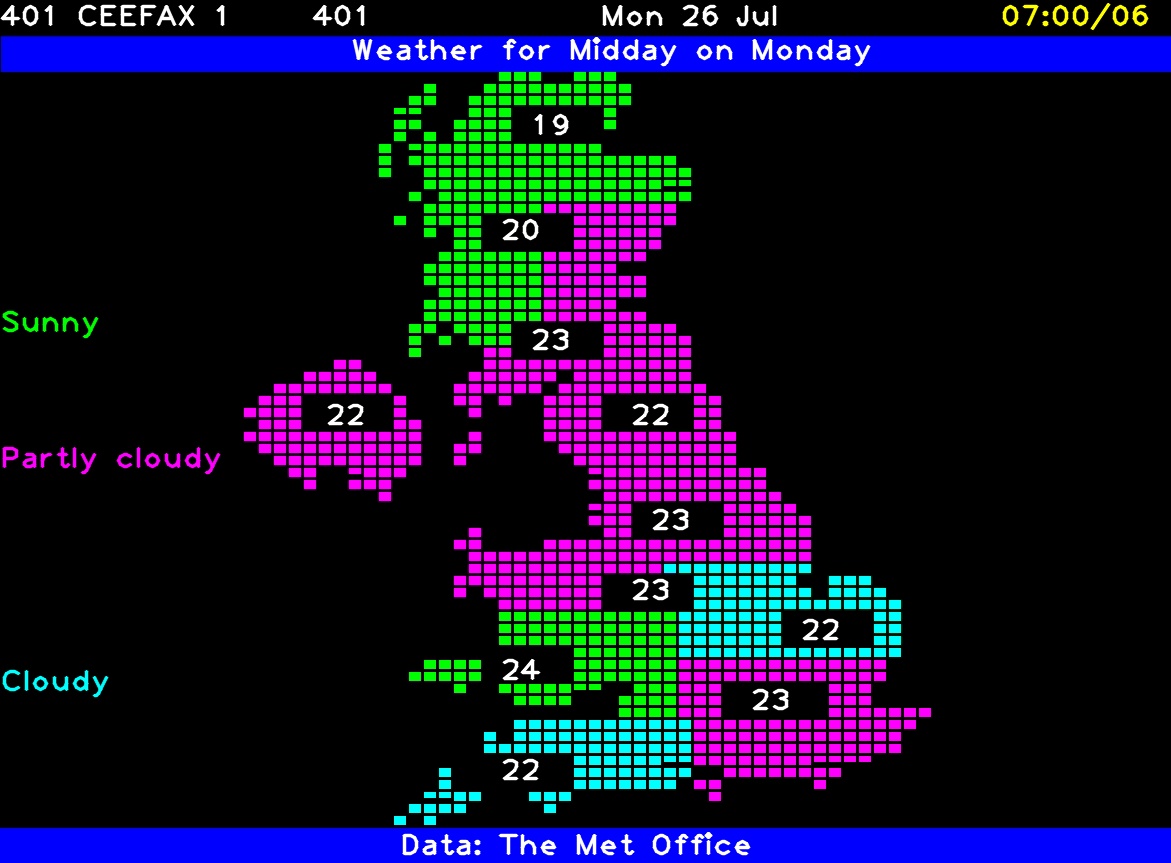 401 CEEFAX 1 401 Mon 26 Jul 07:00/06
Weather for Midday on Monday
19
20
Sunny
23
22 22
Partly cloudy
23
23
22
24
Cloudy
23
22
Data: The Met Office